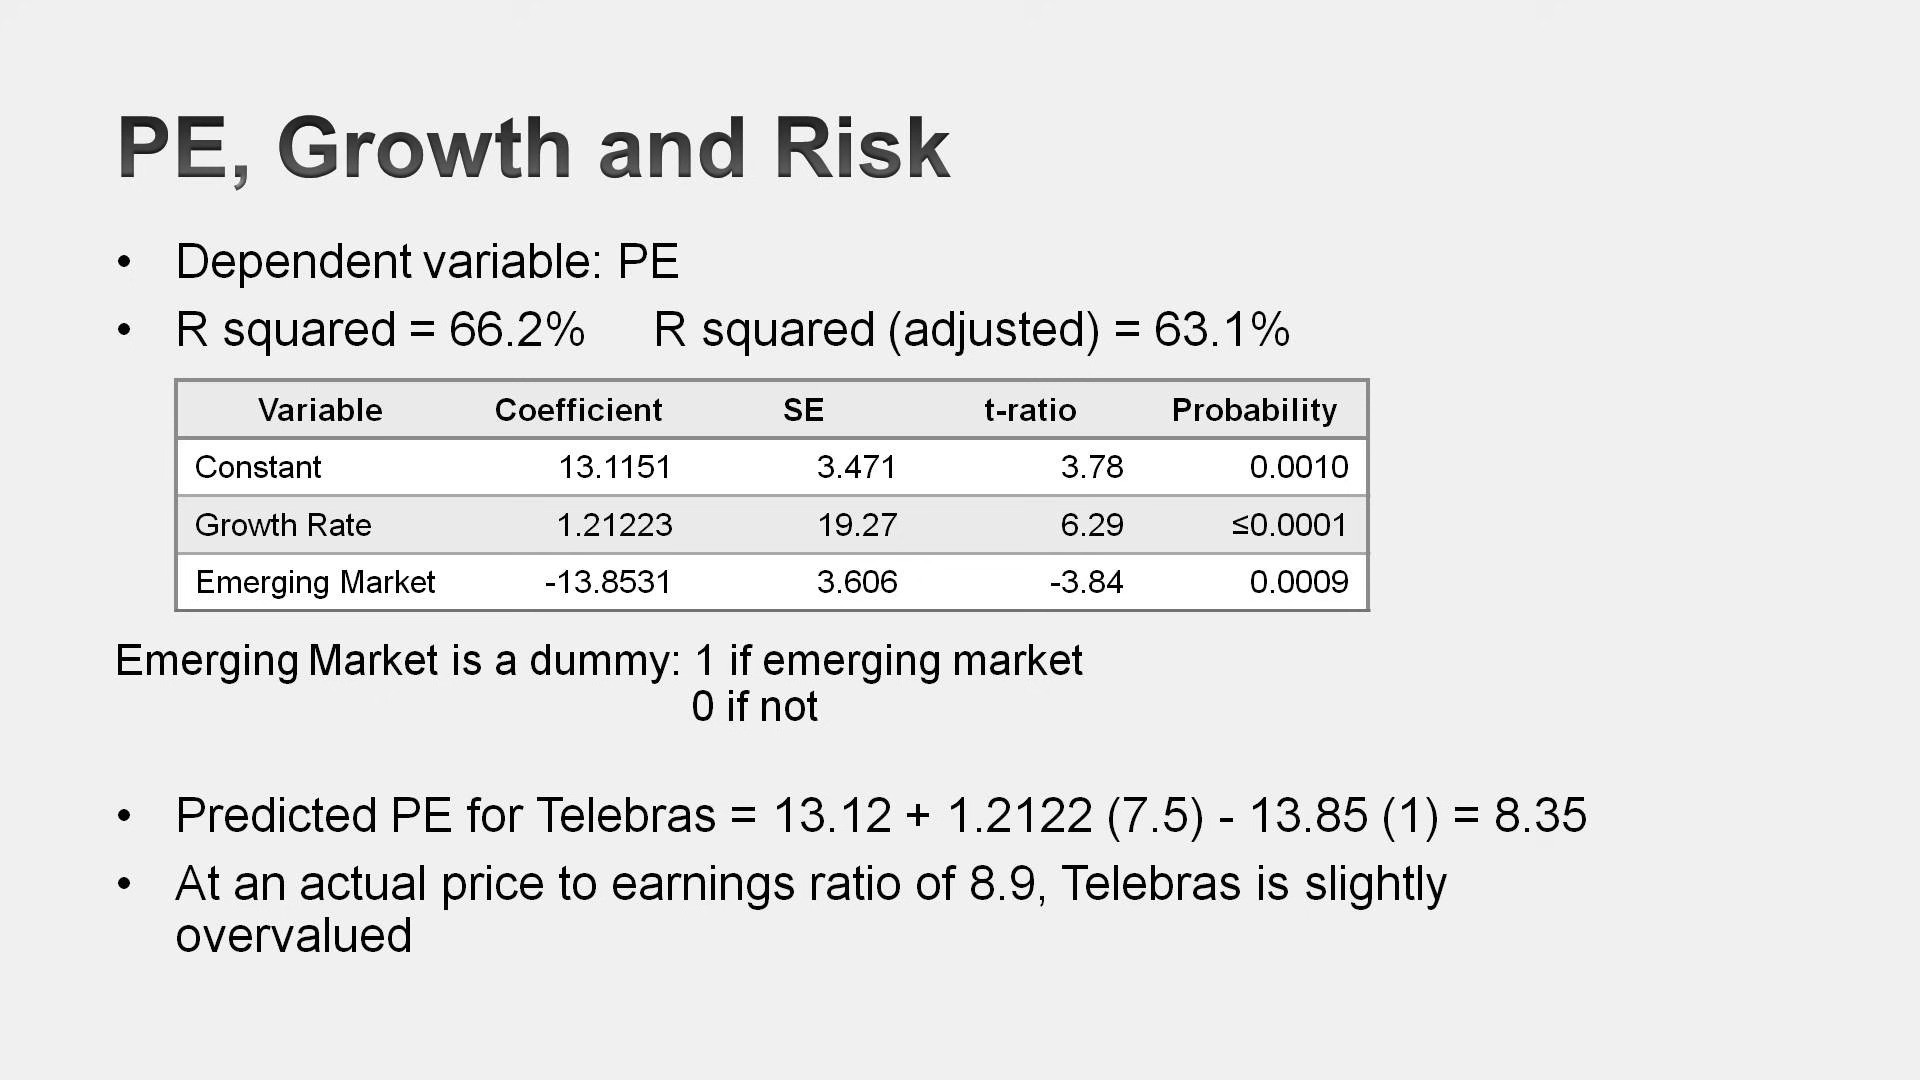 PE, Growth and Risk
• Dependent variable: PE
• R squared = 66.2% R squared (adjusted) = 63.1%
Variable Coefficient SE t-ratio Probability
Constant 13.1151 3.471 3.78 0.0010
Growth Rate 1.21223 19.27 6.29 ≤0.0001
Emerging Market -13.8531 3.606 -3.84 0.0009
Emerging Market is a dummy: 1 if emerging market
0 if not
• Predicted PE for Telebras = 13.12 + 1.2122 (7.5) - 13.85 (1) = 8.35
• At an actual price to earnings ratio of 8.9, Telebras is slightly
overvalued